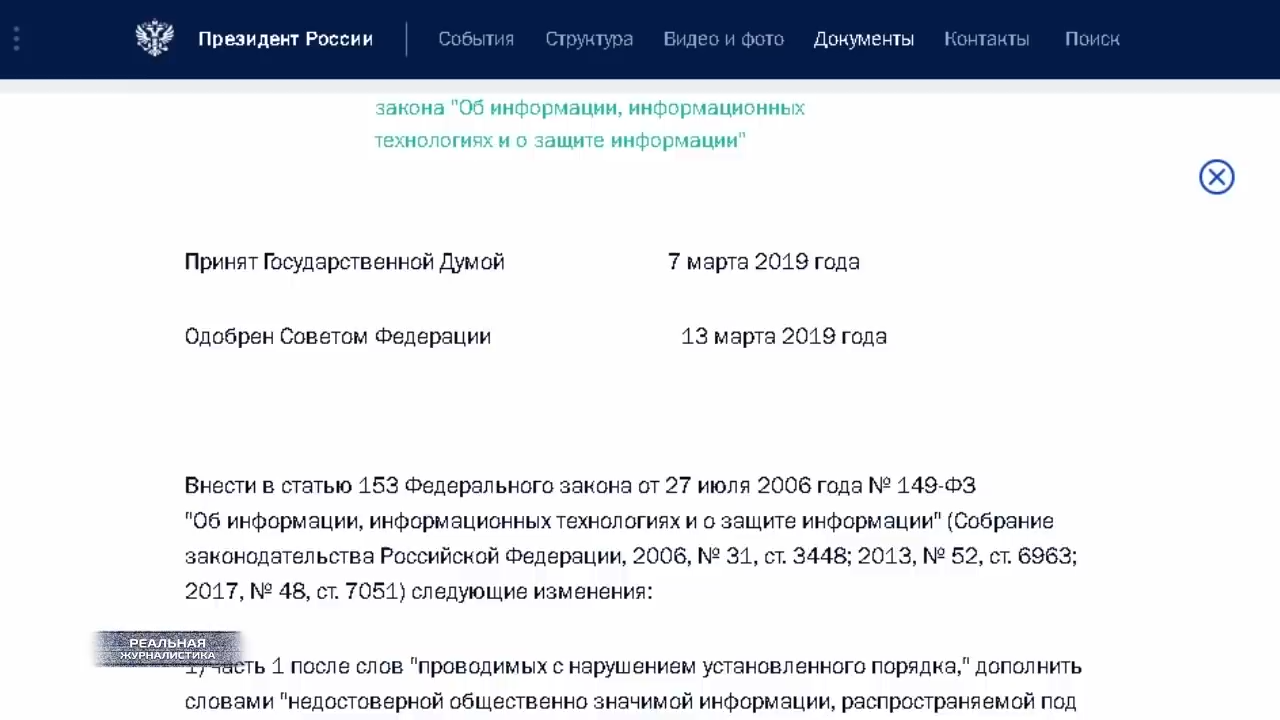 Президент России События Структура Видео и фото Документы Контакты Поиск
закона "Об информации, информационных
технологиях и о защите информации"
Принят Государственной Думой 7 марта 2019 года
Одобрен Советом Федерации 13 марта 2019 года
Внести в статью 153 Федерального закона от 27 июля 2006 года № 149-ФЗ
"Об информации, информационных технологиях и о защите информации" (Собрание
законодательства Российской Федерации, 2006, № 31, ст. 3448; 2013, № 52, ст. 6963;
2017, № 48, ст. 7051) следующие изменения:
РЕАЛЬНАЯ
ЖУРНАЛИСТИКА
1) часть 1 после слов "проводимых с нарушением установленного порядка," дополнить
словами "недостоверной общественно значимой информации, распространяемой под